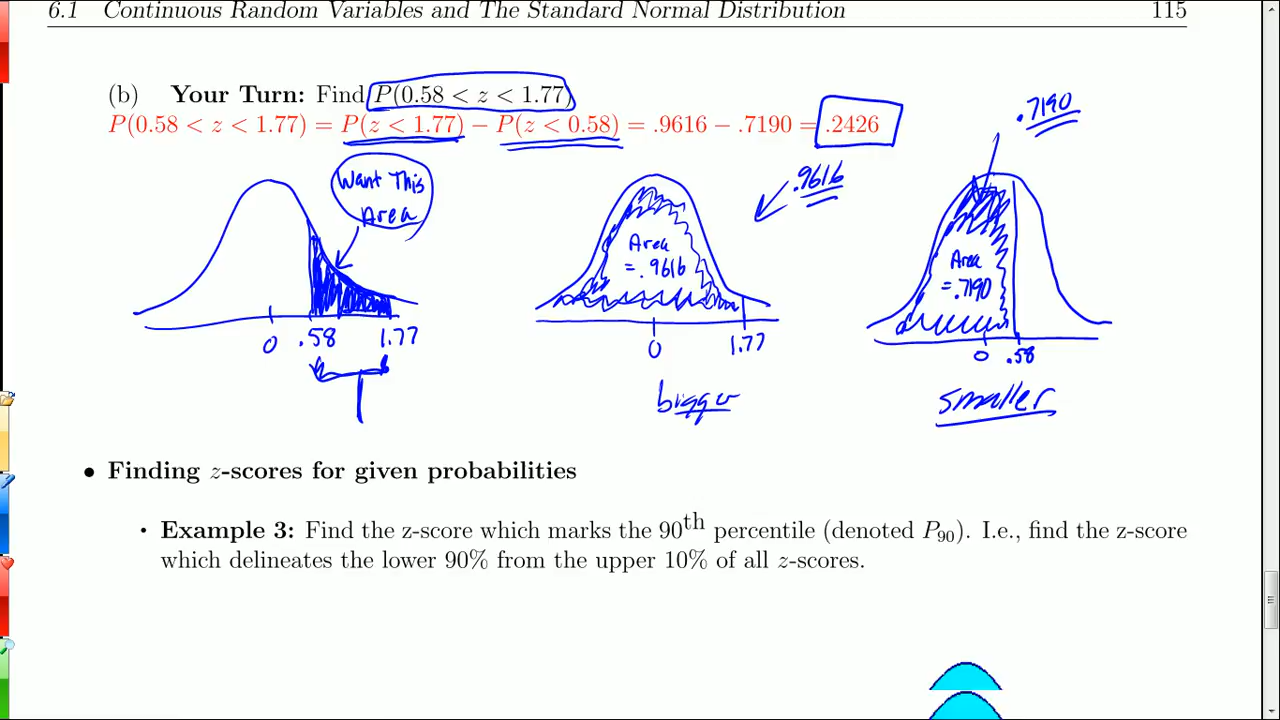 6.1 Continuous Random Variables and The Standard Normal Distribution 115
(b) Your Turn: Find P(0.58 < z < 1.77)
P(0.58 < z < 1.77) = P(z < 1.77) − P(z < 0.58) = .9616 − .7190 = .2426
.7190
Want This
Area
.9616
Area
= .9616
Area
= .7190
0 .58 1.77
0 1.77
0 .58
bigger
smaller
• Finding z-scores for given probabilities
· Example 3: Find the z-score which marks the 90th percentile (denoted P90). I.e., find the z-score
which delineates the lower 90% from the upper 10% of all z-scores.